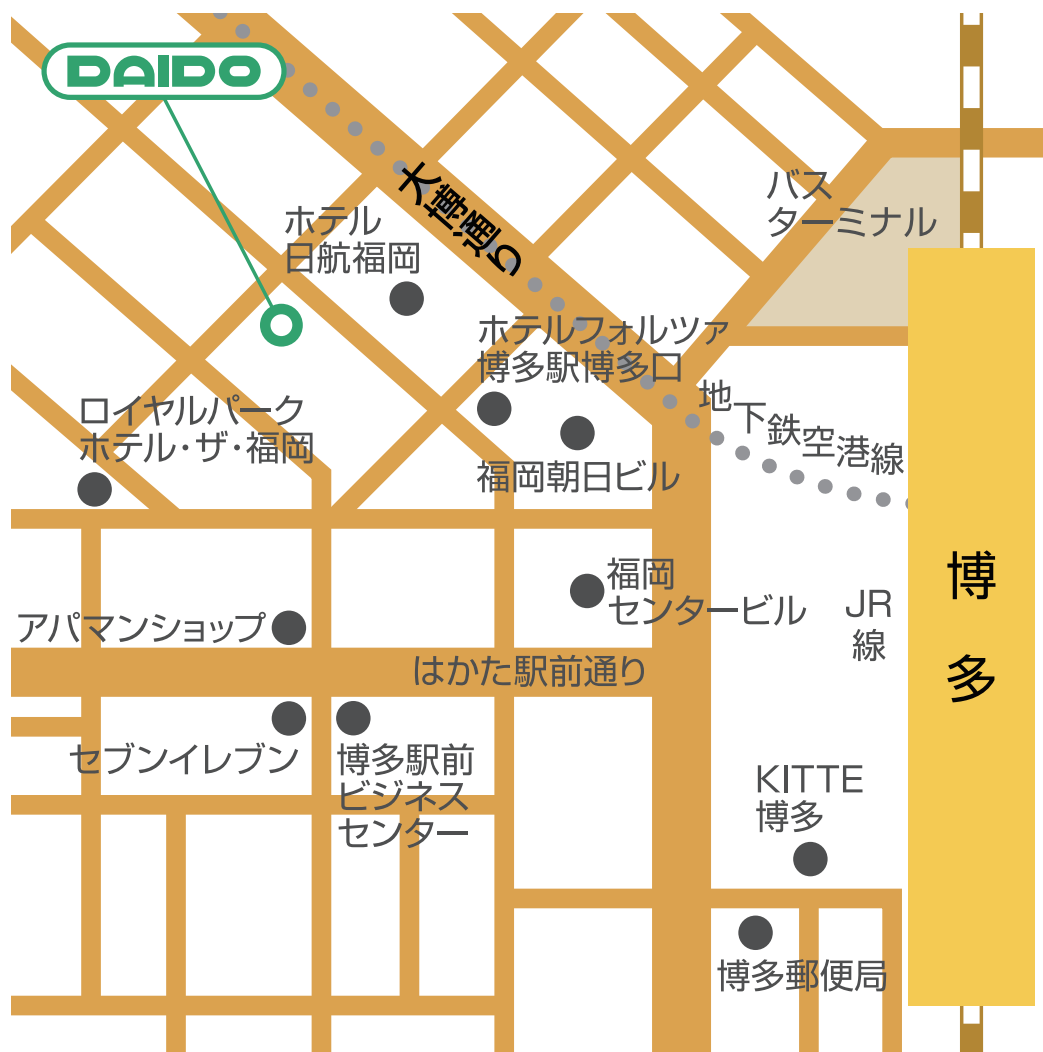 DAIDO
大博通り
バス
ターミナル
ホテル
日航福岡
ホテルフォルツァ
博多駅博多口
地下鉄空港線
ロイヤルパーク
ホテル・ザ・福岡
福岡朝日ビル
福岡
センタービル
JR
線
博多
アパマンショップ
はかた駅前通り
セブンイレブン
博多駅前
ビジネス
センター
KITTE
博多
博多郵便局